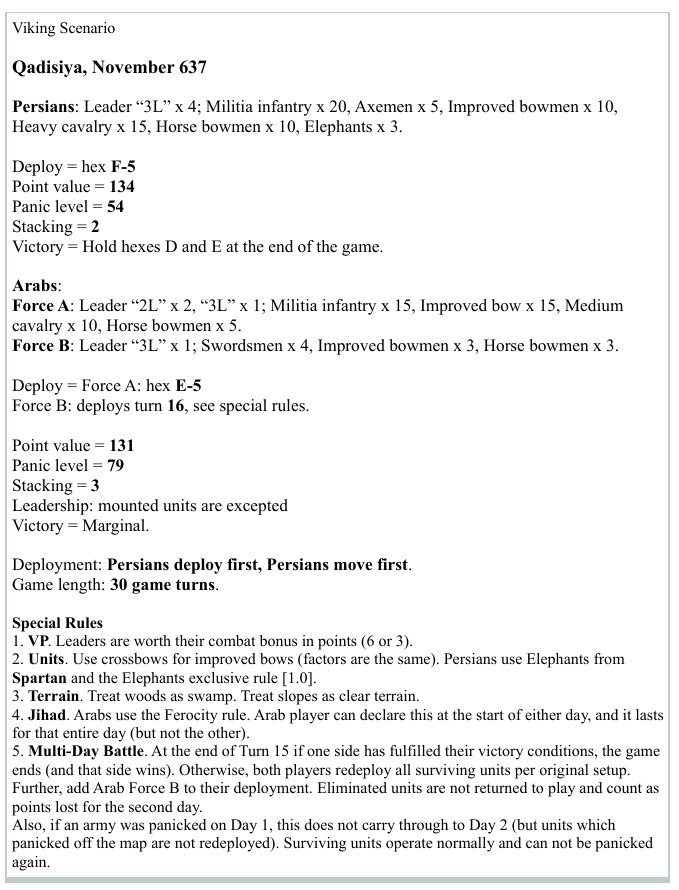 Viking Scenario
Qadisiya, November 637
Persians: Leader “3L” x 4; Militia infantry x 20, Axemen x 5, Improved bowmen x 10,
Heavy cavalry x 15, Horse bowmen x 10, Elephants x 3.
Deploy = hex F-5
Point value = 134
Panic level = 54
Stacking = 2
Victory = Hold hexes D and E at the end of the game.
Arabs:
Force A: Leader “2L” x 2, “3L” x 1; Militia infantry x 15, Improved bow x 15, Medium
cavalry x 10, Horse bowmen x 5.
Force B: Leader “3L” x 1; Swordsmen x 4, Improved bowmen x 3, Horse bowmen x 3.
Deploy = Force A: hex E-5
Force B: deploys turn 16, see special rules.
Point value = 131
Panic level = 79
Stacking = 3
Leadership: mounted units are excepted
Victory = Marginal.
Deployment: Persians deploy first, Persians move first.
Game length: 30 game turns.
Special Rules
1. VP. Leaders are worth their combat bonus in points (6 or 3).
2. Units. Use crossbows for improved bows (factors are the same). Persians use Elephants from
Spartan and the Elephants exclusive rule [1.0].
3. Terrain. Treat woods as swamp. Treat slopes as clear terrain.
4. Jihad. Arabs use the Ferocity rule. Arab player can declare this at the start of either day, and it lasts
for that entire day (but not the other).
5. Multi-Day Battle. At the end of Turn 15 if one side has fulfilled their victory conditions, the game
ends (and that side wins). Otherwise, both players redeploy all surviving units per original setup.
Further, add Arab Force B to their deployment. Eliminated units are not returned to play and count as
points lost for the second day.
Also, if an army was panicked on Day 1, this does not carry through to Day 2 (but units which
panicked off the map are not redeployed). Surviving units operate normally and can not be panicked
again.